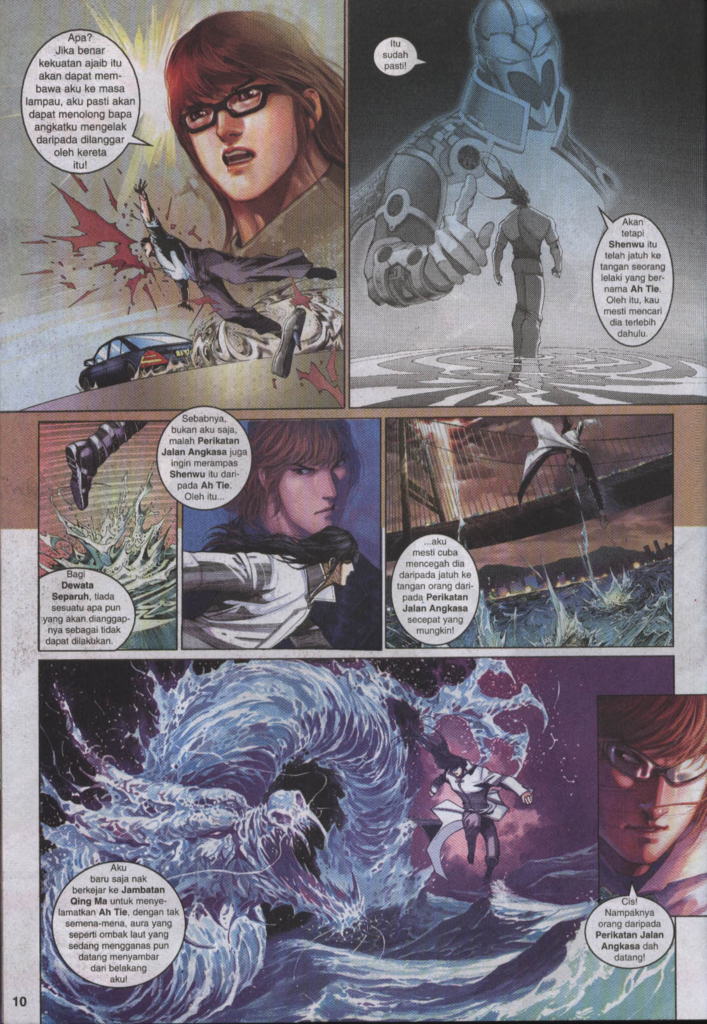 Apa?
Jika benar
kekuatan ajaib itu
akan dapat mem-
bawa aku ke masa
lampau, aku pasti akan
dapat menolong bapa
angkatku mengelak
daripada dilanggar
oleh kereta
itu!
Itu
sudah
pasti!
Akan
tetapi
Shenwu itu
telah jatuh ke
tangan seorang
lelaki yang ber-
nama Ah Tie.
Oleh itu, kau
mesti mencari
dia terlebih
dahulu.
Bagi
Dewata
Separuh, tiada
sesuatu apa pun
yang akan dianggap-
nya sebagai tidak
dapat dilakukan.
Sebabnya,
bukan aku saja,
malah Perikatan
Jalan Angkasa juga
ingin merampas
Shenwu itu dari-
pada Ah Tie.
Oleh itu...
...aku
mesti cuba
mencegah dia
daripada jatuh ke
tangan orang dari-
pada Perikatan
Jalan Angkasa
secepat yang
mungkin!
Aku
baru saja nak
berkejar ke Jambatan
Qing Ma untuk menye-
lamatkan Ah Tie, dengan tak
semena-mena, aura yang
seperti ombak laut yang
sedang mengganas pun
datang menyambar
dari belakang
aku!
Cis!
Nampaknya
orang daripada
Perikatan Jalan
Angkasa dah
datang!
10